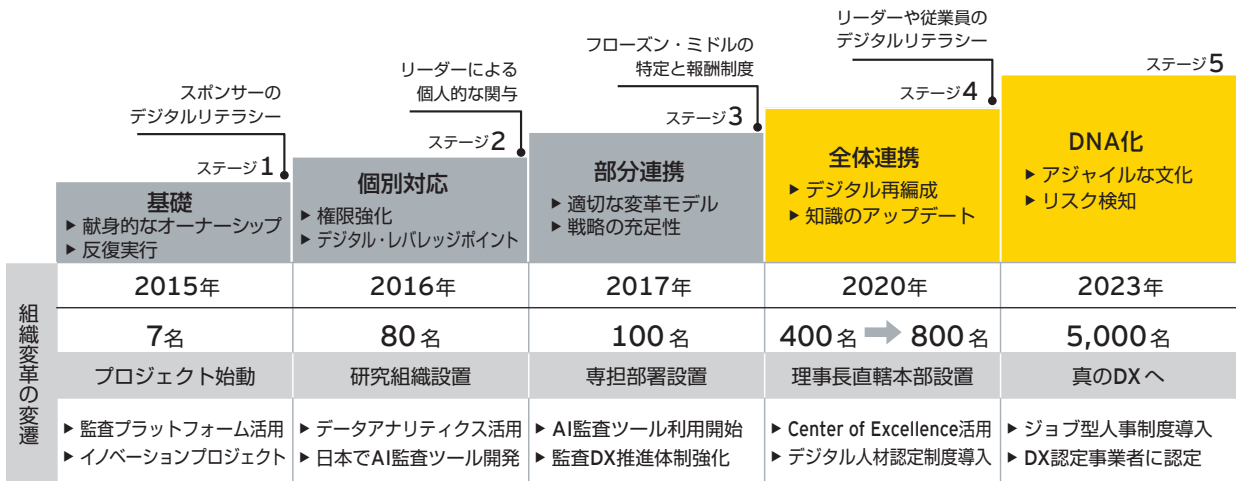 スポンサーの
デジタルリテラシー
リーダーによる
個人的な関与
フローズン・ミドルの
特定と報酬制度
リーダーや従業員の
デジタルリテラシー
ステージ1
ステージ2
ステージ3
ステージ4
ステージ5
基礎
▶ 献身的なオーナーシップ
▶ 反復実行
個別対応
▶ 権限強化
▶ デジタル・レバレッジポイント
部分連携
▶ 適切な変革モデル
▶ 戦略の充足性
全体連携
▶ デジタル再編成
▶ 知識のアップデート
DNA化
▶ アジャイルな文化
▶ リスク検知
組織変革の変遷
2015年 2016年 2017年 2020年 2023年
7名 80名 100名 400名 ➡ 800名 5,000名
プロジェクト始動 研究組織設置 専担部署設置 理事長直轄本部設置 真のDXへ
▶ 監査プラットフォーム活用
▶ イノベーションプロジェクト
▶ データアナリティクス活用
▶ 日本でAI監査ツール開発
▶ AI監査ツール利用開始
▶ 監査DX推進体制強化
▶ Center of Excellence活用
▶ デジタル人材認定制度導入
▶ ジョブ型人事制度導入
▶ DX認定事業者に認定